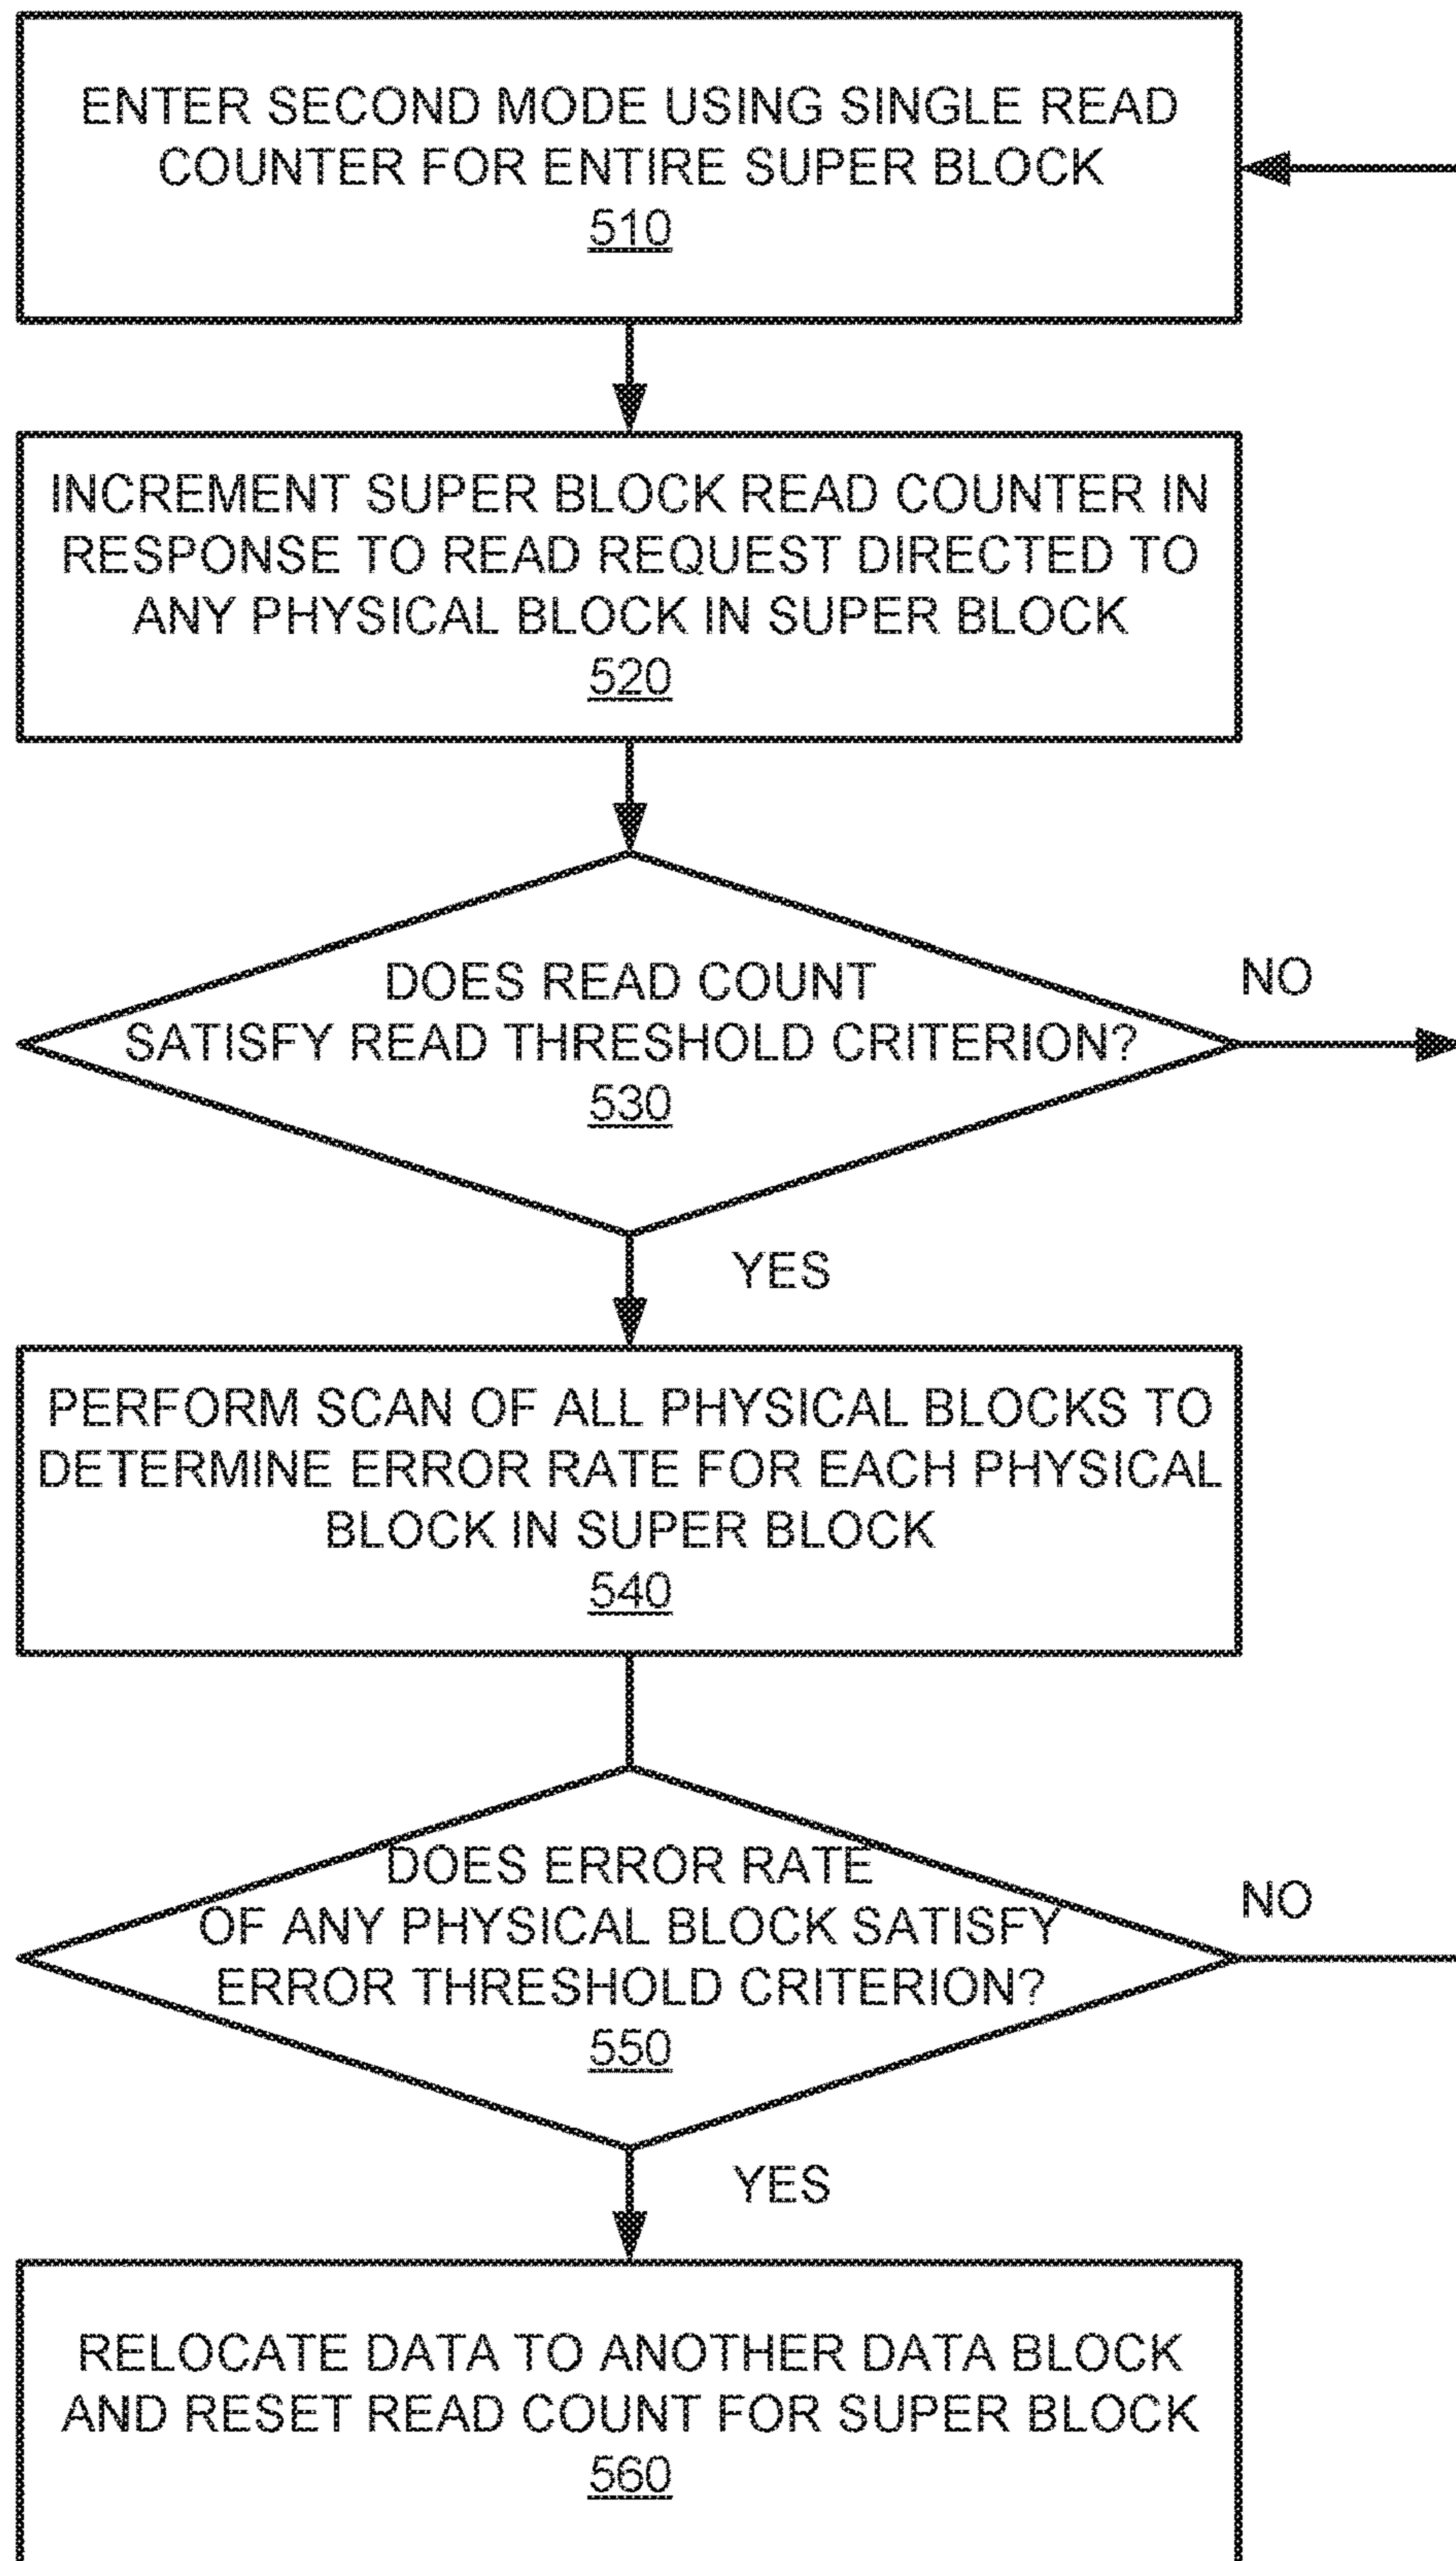 ENTER SECOND MODE USING SINGLE READ
COUNTER FOR ENTIRE SUPER BLOCK
510
INCREMENT SUPER BLOCK READ COUNTER IN
RESPONSE TO READ REQUEST DIRECTED TO
ANY PHYSICAL BLOCK IN SUPER BLOCK
520
DOES READ COUNT
SATISFY READ THRESHOLD CRITERION?
530
NO
YES
PERFORM SCAN OF ALL PHYSICAL BLOCKS TO
DETERMINE ERROR RATE FOR EACH PHYSICAL
BLOCK IN SUPER BLOCK
540
DOES ERROR RATE
OF ANY PHYSICAL BLOCK SATISFY
ERROR THRESHOLD CRITERION?
550
NO
YES
RELOCATE DATA TO ANOTHER DATA BLOCK
AND RESET READ COUNT FOR SUPER BLOCK
560